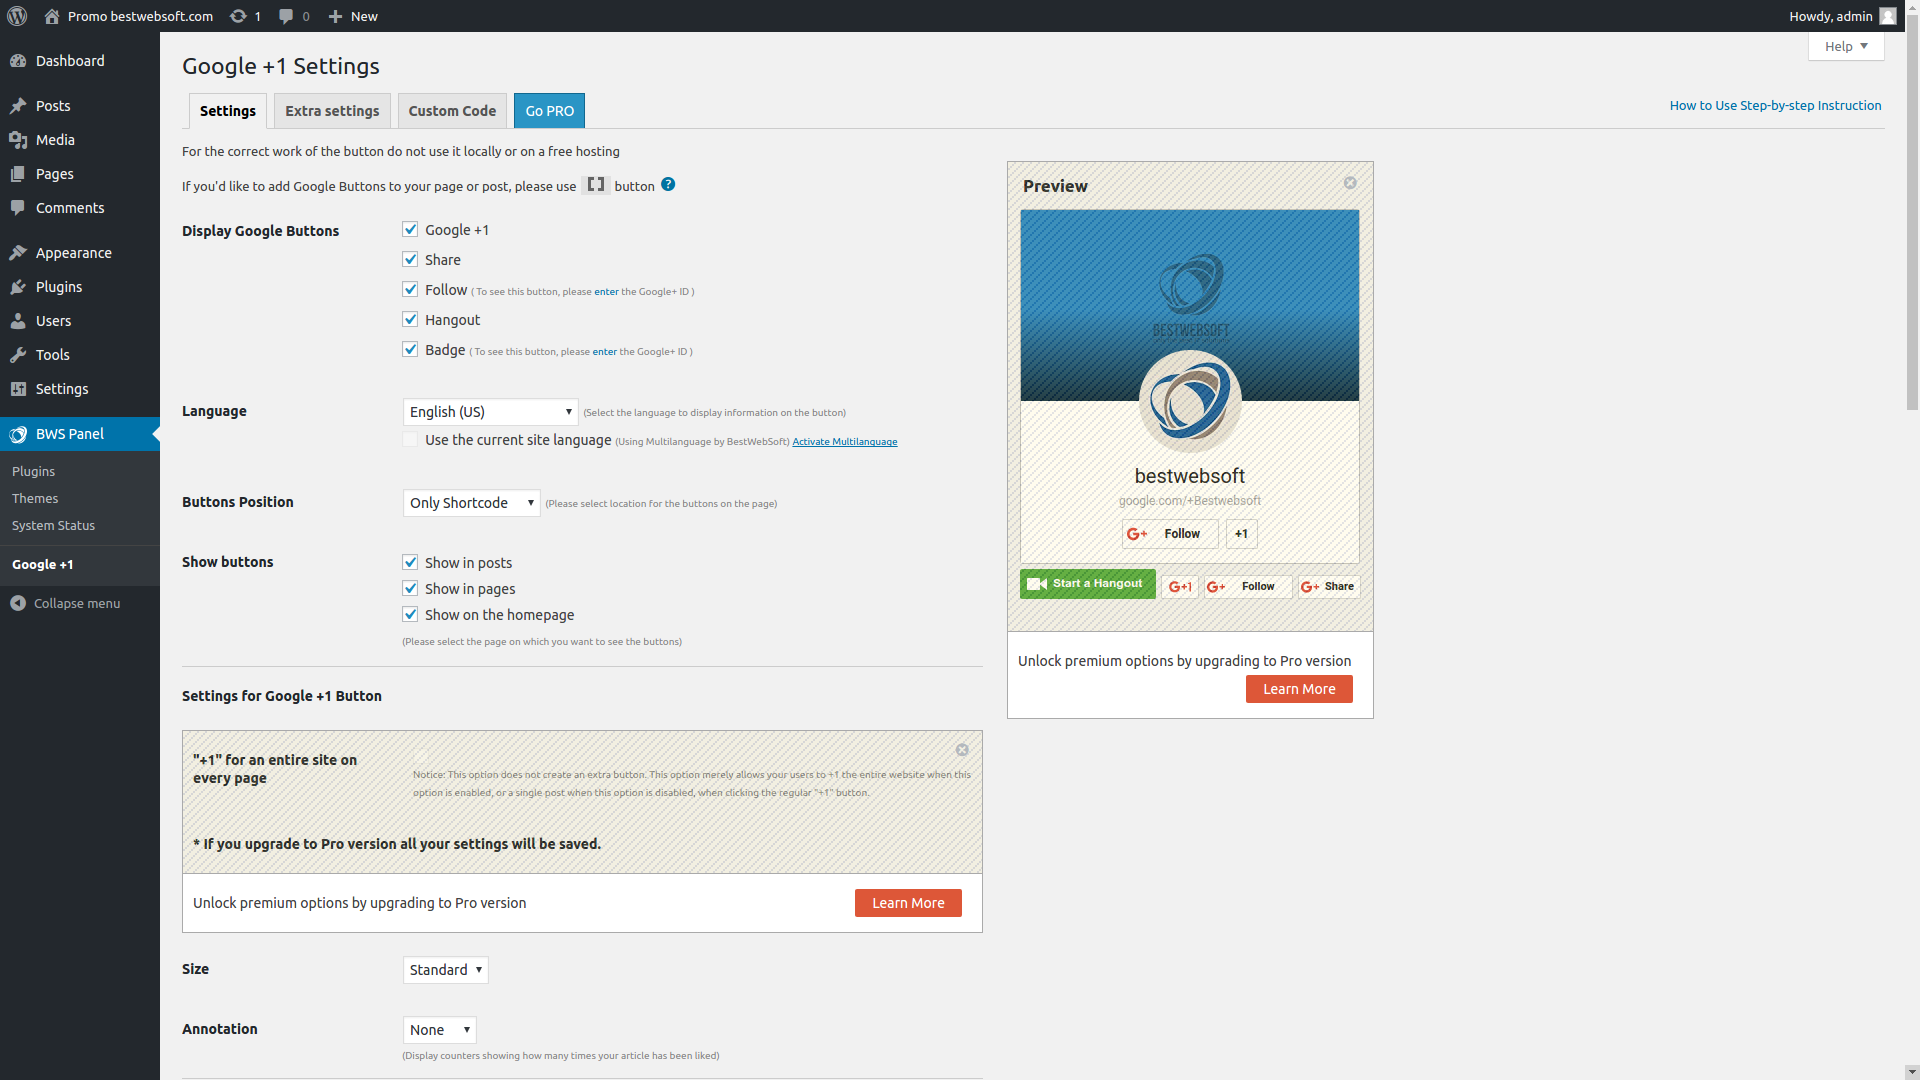 Promo bestwebsoft.com
1
0
New
Howdy, admin
Help
Dashboard
Posts
Media
Pages
Comments
Appearance
Plugins
Users
Tools
Settings
BWS Panel
Plugins
Themes
System Status
Google +1
Collapse menu
Google +1 Settings
Settings
Extra settings
Custom Code
Go PRO
How to Use Step-by-step Instruction
For the correct work of the button do not use it locally or on a free hosting
If you'd like to add Google Buttons to your page or post, please use [ ] button ?
Display Google Buttons
Google +1
Share
Follow ( To see this button, please enter the Google+ ID )
Hangout
Badge ( To see this button, please enter the Google+ ID )
Language
English (US)
(Select the language to display information on the button)
Use the current site language (Using Multilanguage by BestWebSoft) Activate Multilanguage
Buttons Position
Only Shortcode
(Please select location for the buttons on the page)
Show buttons
Show in posts
Show in pages
Show on the homepage
(Please select the page on which you want to see the buttons)
Settings for Google +1 Button
"+1" for an entire site on
every page
Notice: This option does not create an extra button. This option merely allows your users to +1 the entire website when this
option is enabled, or a single post when this option is disabled, when clicking the regular "+1" button.
* If you upgrade to Pro version all your settings will be saved.
Unlock premium options by upgrading to Pro version
Learn More
Size
Standard
Annotation
None
(Display counters showing how many times your article has been liked)
Preview
BESTWEBSOFT
bestwebsoft
google.com/+Bestwebsoft
G+ Follow
+1
Start a Hangout
G+1
G+ Follow
G+ Share
Unlock premium options by upgrading to Pro version
Learn More